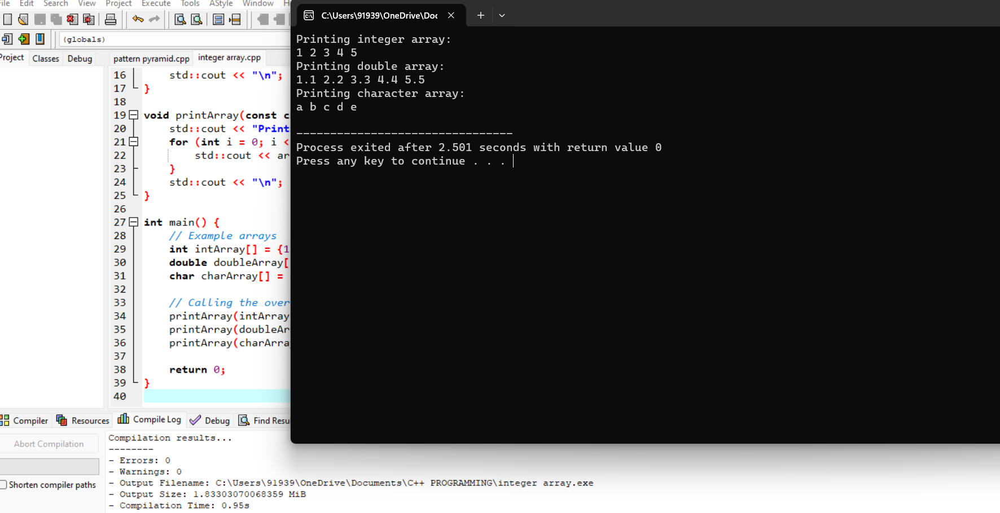 File Edit Search View Project Execute Tools AStyle Window
(globals)
Project Classes Debug
pattern pyramid.cpp integer array.cpp
16 std::cout << "\n";
17 }
18
19 void printArray(const c
20 std::cout << "Print
21 for (int i = 0; i <
22 std::cout << ar
23 }
24 std::cout << "\n";
25 }
26
27 int main() {
28 // Example arrays
29 int intArray[] = {1
30 double doubleArray[
31 char charArray[] =
32
33 // Calling the over
34 printArray(intArray
35 printArray(doubleAr
36 printArray(charArra
37
38 return 0;
39 }
40
C:\Users\91939\OneDrive\Doc
Printing integer array:
1 2 3 4 5
Printing double array:
1.1 2.2 3.3 4.4 5.5
Printing character array:
a b c d e
--------------------------------
Process exited after 2.501 seconds with return value 0
Press any key to continue . . .
Compiler Resources Compile Log Debug Find Resu
Abort Compilation
Shorten compiler paths
Compilation results...
--------
- Errors: 0
- Warnings: 0
- Output Filename: C:\Users\91939\OneDrive\Documents\C++ PROGRAMMING\integer array.exe
- Output Size: 1.83303070068359 MiB
- Compilation Time: 0.95s